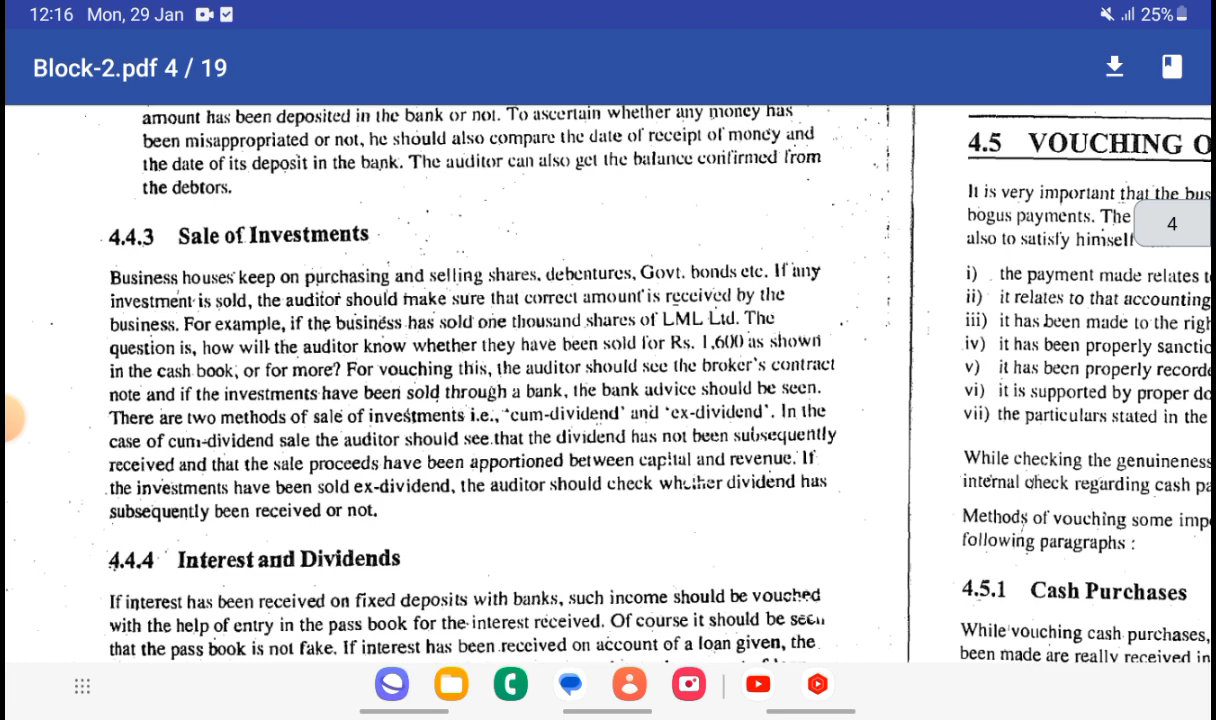 12:16 Mon, 29 Jan
25%
Block-2.pdf 4 / 19
amount has been deposited in the bank or not. To ascertain whether any money has
been misappropriated or not, he should also compare the date of receipt of money and
the date of its deposit in the bank. The auditor can also get the balance confirmed from
the debtors.
4.4.3 Sale of Investments
Business houses keep on purchasing and selling shares, debentures, Govt. bonds etc. If any
investment is sold, the auditor should make sure that correct amount is received by the
business. For example, if the business has sold one thousand shares of LML Ltd. The
question is, how will the auditor know whether they have been sold for Rs. 1,600 as shown
in the cash book, or for more? For vouching this, the auditor should see the broker's contract
note and if the investments have been sold through a bank, the bank advice should be seen.
There are two methods of sale of investments i.e., 'cum-dividend' and 'ex-dividend'. In the
case of cum-dividend sale the auditor should see that the dividend has not been subsequently
received and that the sale proceeds have been apportioned between capital and revenue. If
the investments have been sold ex-dividend, the auditor should check whether dividend has
subsequently been received or not.
4.4.4 Interest and Dividends
If interest has been received on fixed deposits with banks, such income should be vouched
with the help of entry in the pass book for the interest received. Of course it should be seen
that the pass book is not fake. If interest has been received on account of a loan given, the
4.5 VOUCHING O
It is very important that the bus
bogus payments. The
also to satisfy himself
4
i) the payment made relates t
ii) it relates to that accounting
iii) it has been made to the righ
iv) it has been properly sanctio
v) it has been properly recorde
vi) it is supported by proper do
vii) the particulars stated in the
While checking the genuineness
internal check regarding cash pa
Methods of vouching some imp
following paragraphs :
4.5.1 Cash Purchases
While vouching cash purchases,
been made are really received in